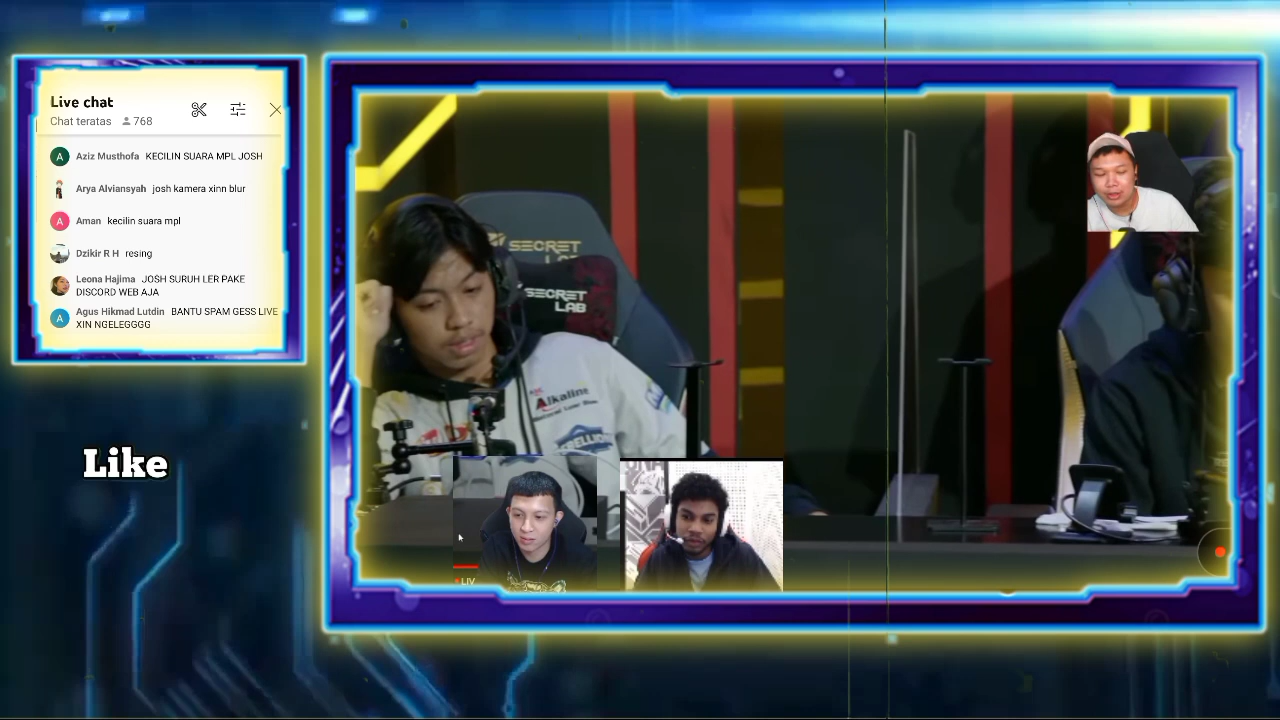 Live chat
Chat teratas 768
A Aziz Musthofa KECILIN SUARA MPL JOSH
Arya Alviansyah josh kamera xinn blur
A Aman kecilin suara mpl
Dzikir R H resing
Leona Hajima JOSH SURUH LER PAKE
DISCORD WEB AJA
A Agus Hikmad Lutdin BANTU SPAM GESS LIVE
XIN NGELEGGGG
Like
SECRET
SECRET
LAB
Alkaline
LIV